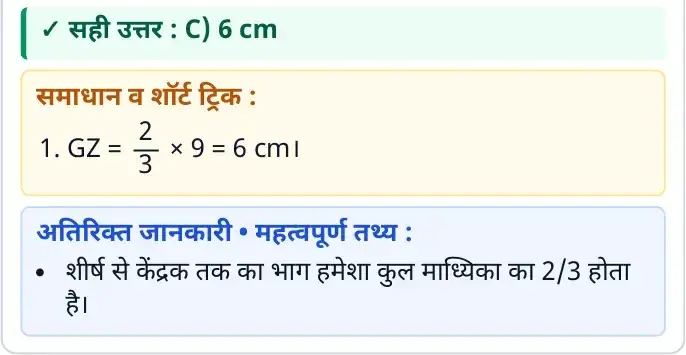 ✓ सही उत्तर : C) 6 cm
समाधान व शॉर्ट ट्रिक :
1. GZ = 2/3 × 9 = 6 cm।
अतिरिक्त जानकारी • महत्वपूर्ण तथ्य :
• शीर्ष से केंद्रक तक का भाग हमेशा कुल माध्यिका का 2/3 होता
है।